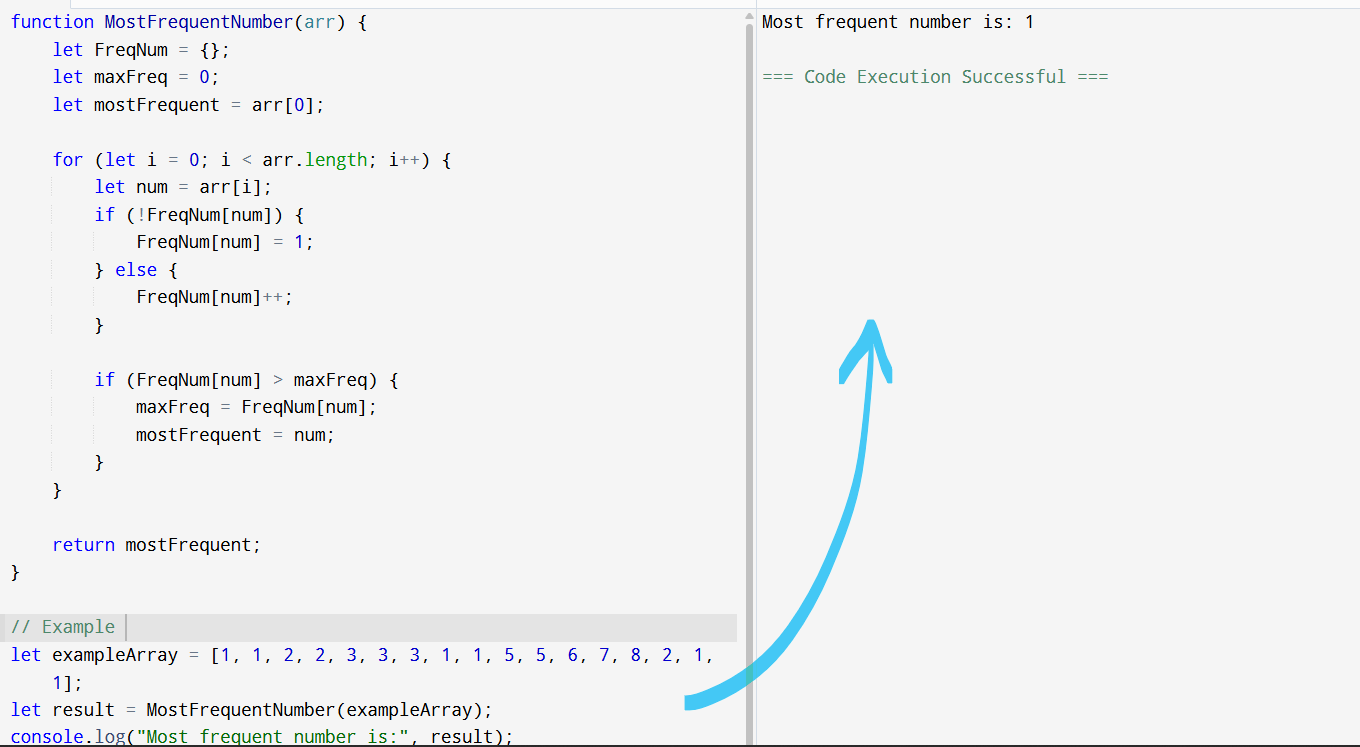 function MostFrequentNumber(arr) {
    let FreqNum = {};
    let maxFreq = 0;
    let mostFrequent = arr[0];

    for (let i = 0; i < arr.length; i++) {
        let num = arr[i];
        if (!FreqNum[num]) {
            FreqNum[num] = 1;
        } else {
            FreqNum[num]++;
        }

        if (FreqNum[num] > maxFreq) {
            maxFreq = FreqNum[num];
            mostFrequent = num;
        }
    }

    return mostFrequent;
}

// Example
let exampleArray = [1, 1, 2, 2, 3, 3, 3, 1, 1, 5, 5, 6, 7, 8, 2, 1,
    1];
let result = MostFrequentNumber(exampleArray);
console.log("Most frequent number is:", result);
Most frequent number is: 1

=== Code Execution Successful ===